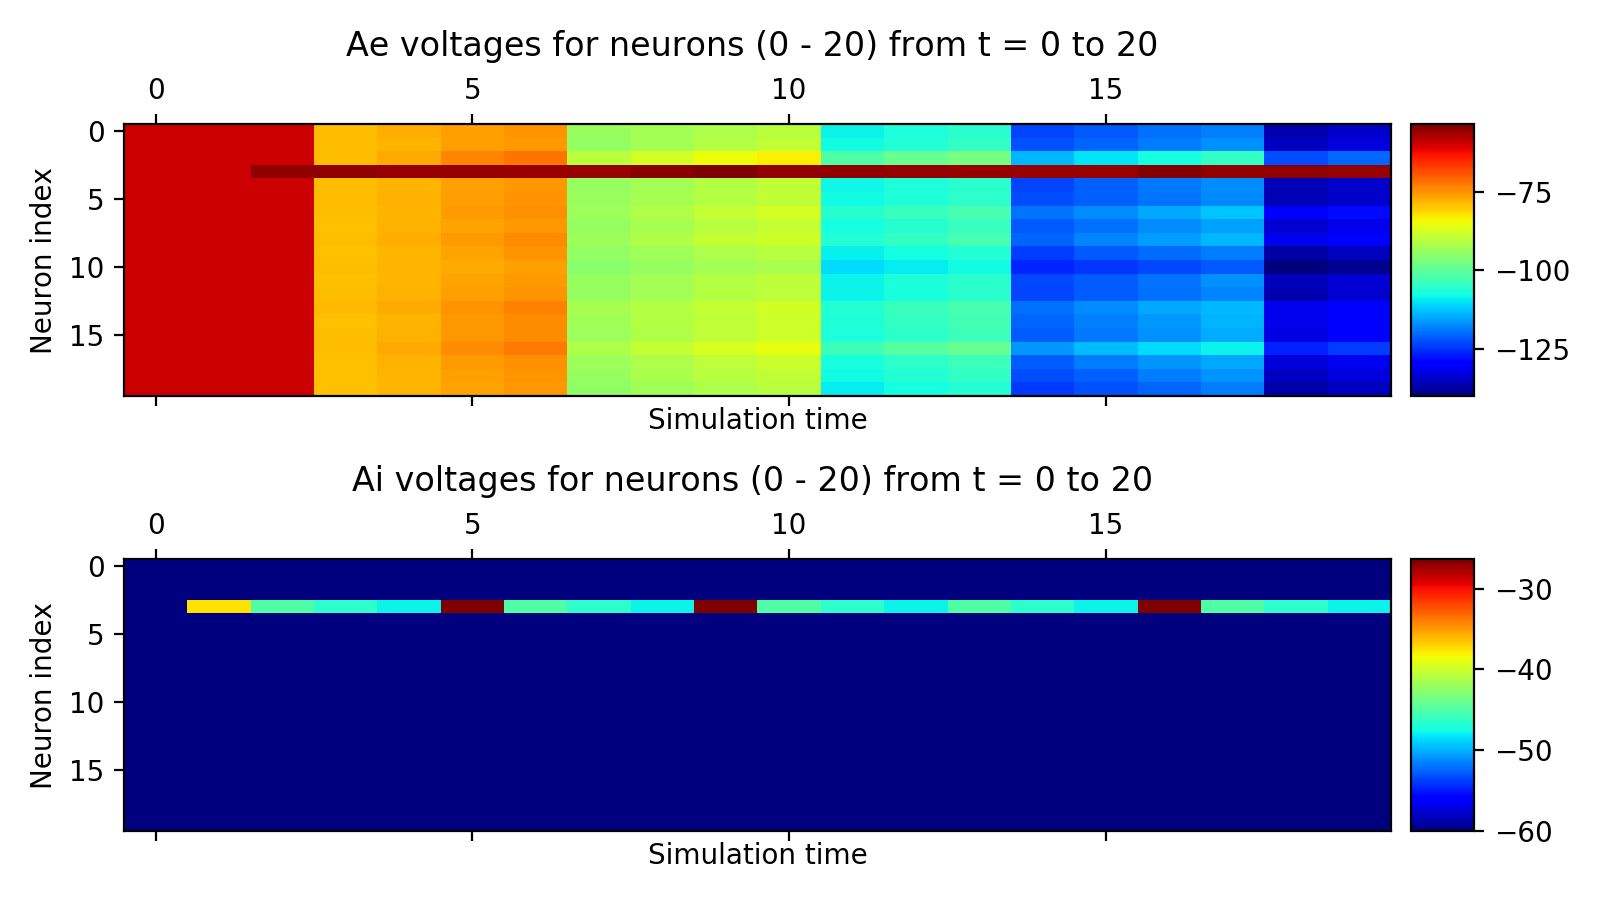 Ae voltages for neurons (0 - 20) from t = 0 to 20
0 5 10 15
0
5
10
15
Neuron index
Simulation time
−75
−100
−125
Ai voltages for neurons (0 - 20) from t = 0 to 20
0 5 10 15
0
5
10
15
Neuron index
Simulation time
−30
−40
−50
−60